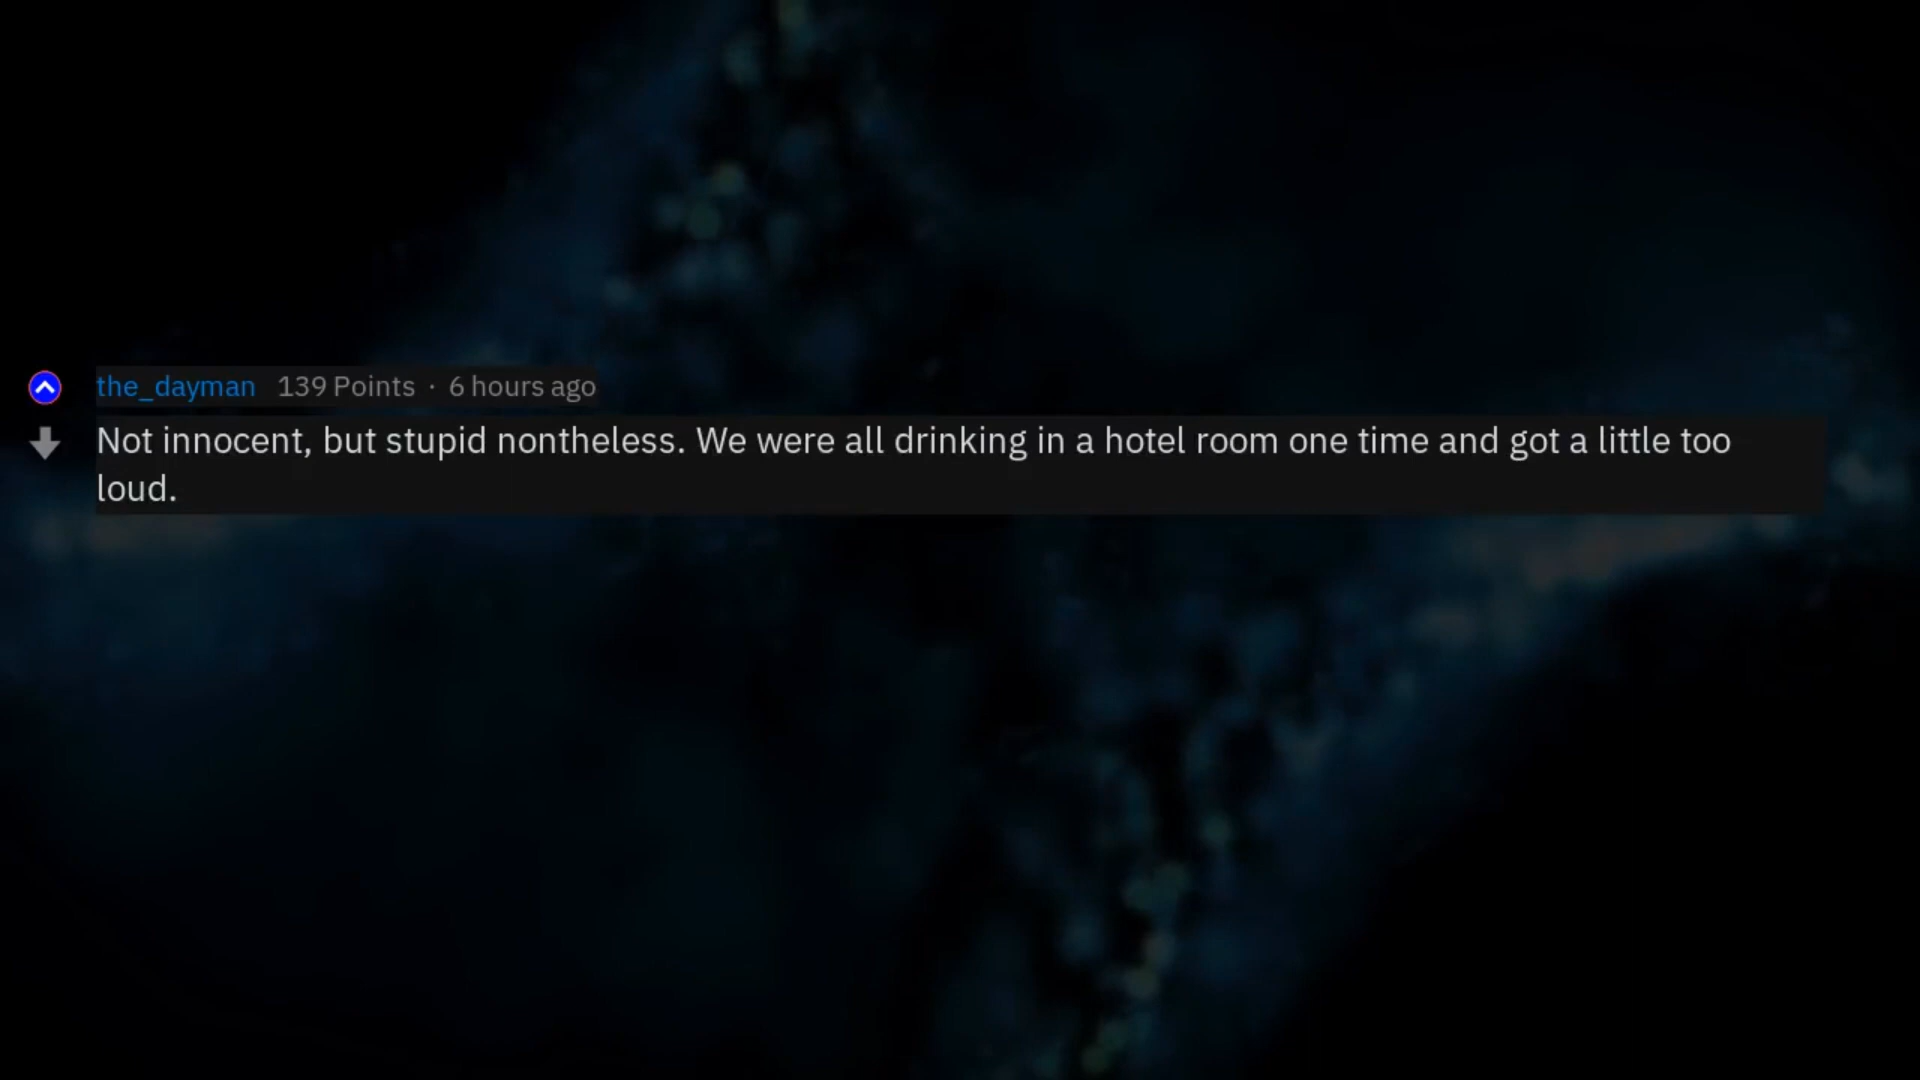 the_dayman 139 Points · 6 hours ago
Not innocent, but stupid nontheless. We were all drinking in a hotel room one time and got a little too
loud.